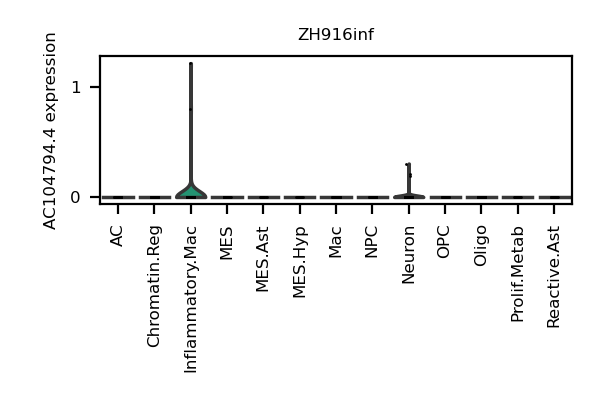 ZH916inf
AC104794.4 expression
1
0
AC
Chromatin.Reg
Inflammatory.Mac
MES
MES.Ast
MES.Hyp
Mac
NPC
Neuron
OPC
Oligo
Prolif.Metab
Reactive.Ast